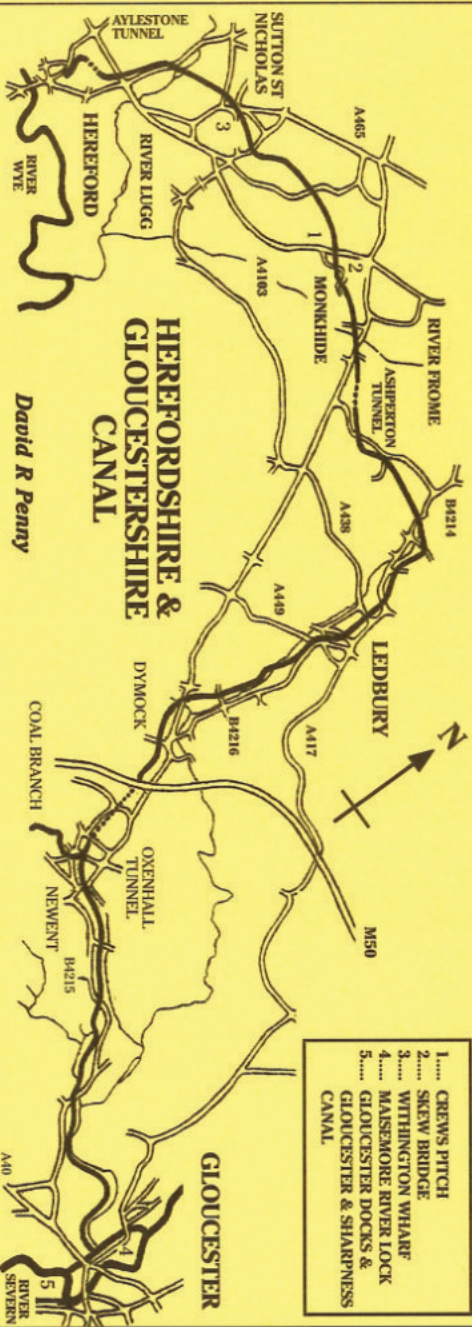 AYLESTONE
TUNNEL
SUTTON ST
NICHOLAS
A465
3
HEREFORD
RIVER LUGG
RIVER
WYE
1
2
A4103
MONKHIDE
RIVER FROME
ASHPERTON
TUNNEL
B4214
HEREFORDSHIRE &
GLOUCESTERSHIRE
CANAL
David R Penny
A438
A449
LEDBURY
A417
N
DYMOCK
B4216
COAL BRANCH
OXENHALL
TUNNEL
M50
NEWENT
B4215
1..... CREWS PITCH
2..... SKEW BRIDGE
3..... WITHINGTON WHARF
4..... MAISEMORE RIVER LOCK
5..... GLOUCESTER DOCKS &
GLOUCESTER & SHARPNESS
CANAL
GLOUCESTER
A40
4
5
RIVER
SEVERN